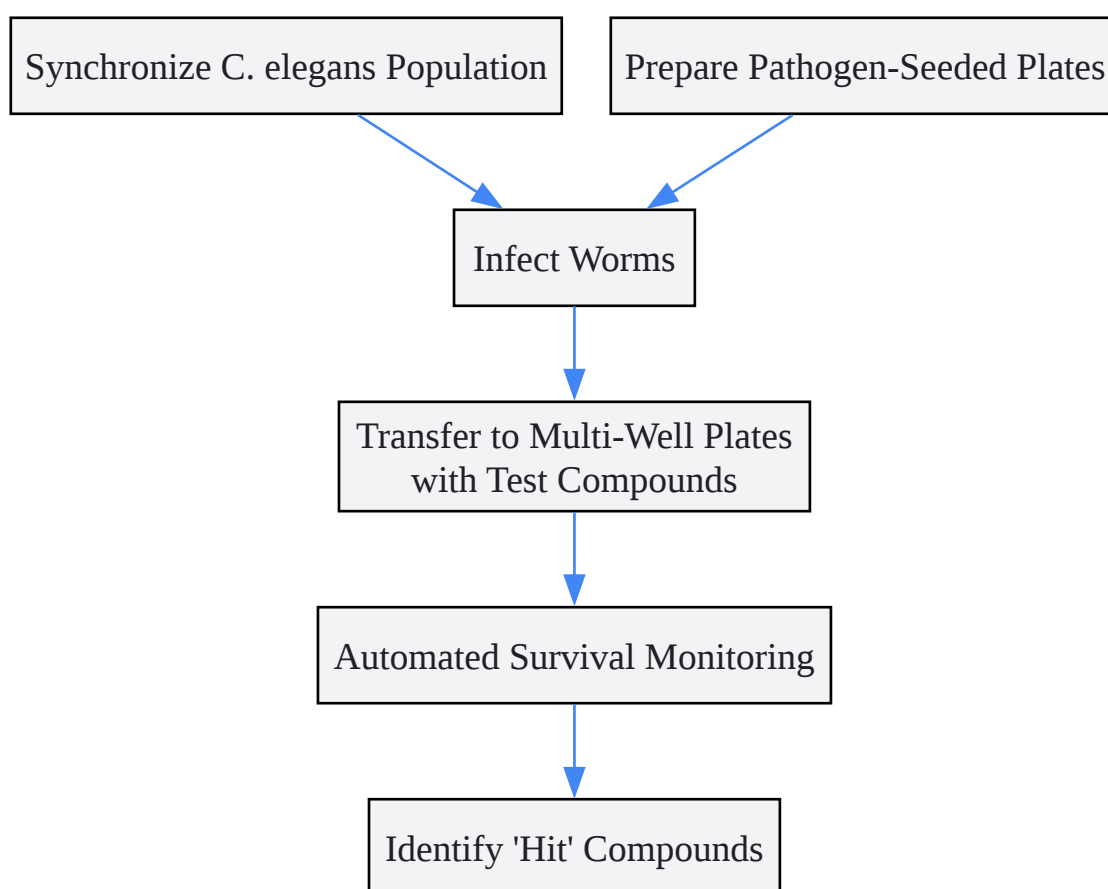 Synchronize C. elegans Population
Prepare Pathogen-Seeded Plates
Infect Worms
Transfer to Multi-Well Plates
with Test Compounds
Automated Survival Monitoring
Identify 'Hit' Compounds